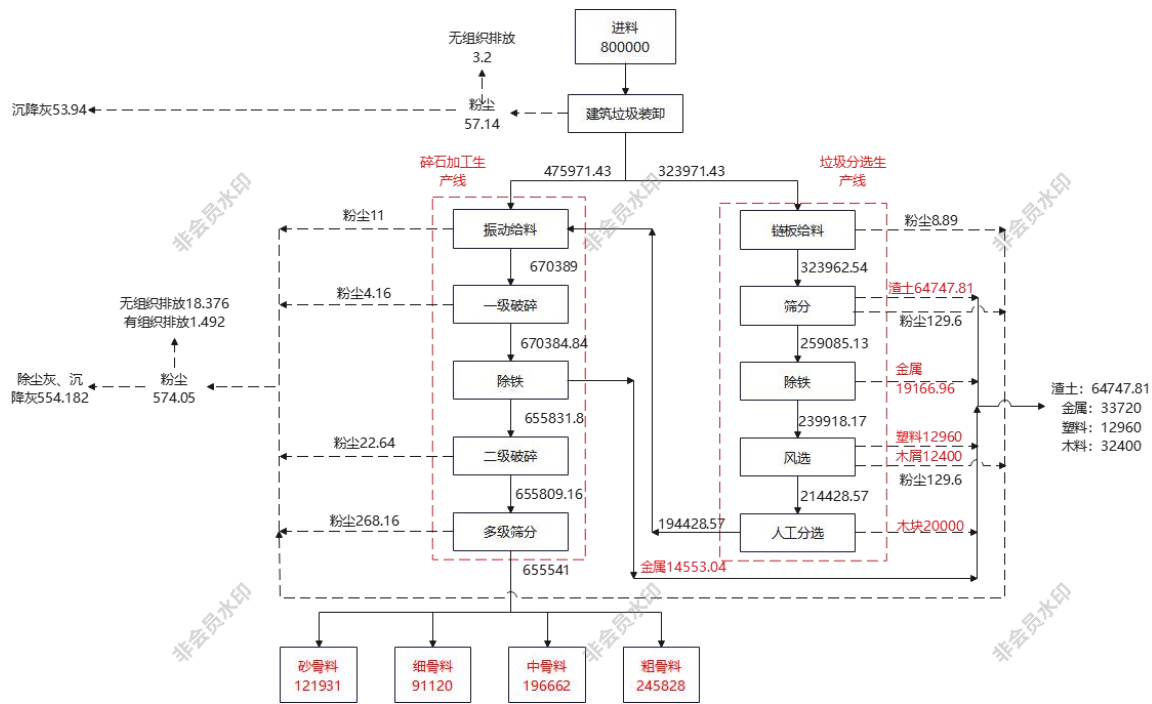 进料
800000
无组织排放
3.2
沉降灰53.94
粉尘
57.14
建筑垃圾装卸
碎石加工生
产线
475971.43
323971.43
垃圾分选生
产线
粉尘11
振动给料
链板给料
粉尘8.89
670389
323962.54
无组织排放18.376
有组织排放1.492
粉尘4.16
一级破碎
筛分
渣土64747.81
粉尘129.6
670384.84
259085.13
除尘灰、沉
降灰554.182
粉尘
574.05
除铁
除铁
金属
19166.96
渣土：64747.81
金属：33720
塑料：12960
木料：32400
655831.8
239918.17
粉尘22.64
二级破碎
风选
塑料12960
木屑12400
粉尘129.6
655809.16
214428.57
粉尘268.16
多级筛分
194428.57
人工分选
木块20000
655541
金属14553.04
砂骨料
121931
细骨料
91120
中骨料
196662
粗骨料
245828
非会员水印
非会员水印
非会员水印
非会员水印
非会员水印
非会员水印